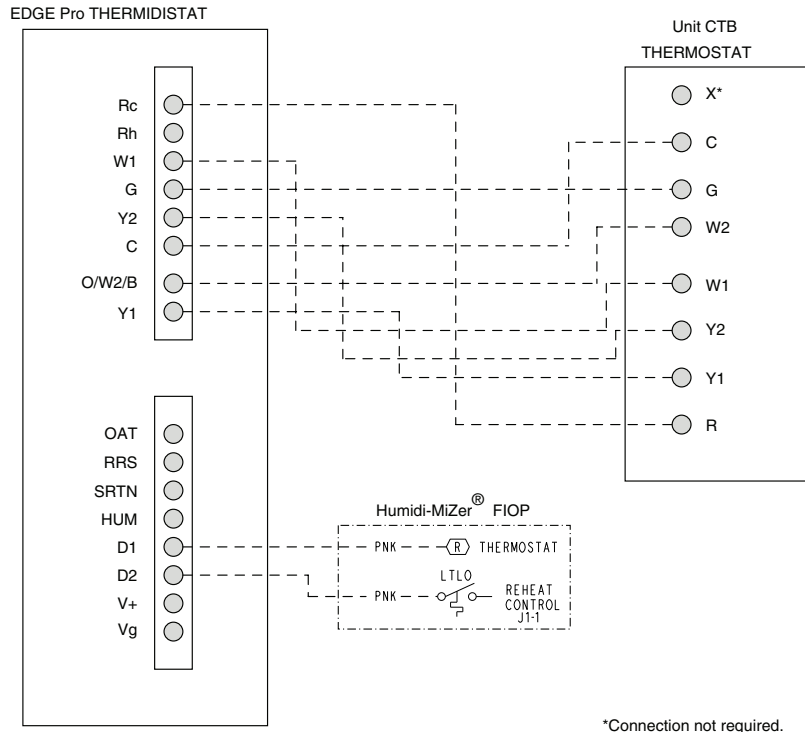 EDGE Pro THERMIDISTAT
Rc
Rh
W1
G
Y2
C
O/W2/B
Y1
OAT
RRS
SRTN
HUM
D1
D2
V+
Vg
Unit CTB
THERMOSTAT
X*
C
G
W2
W1
Y2
Y1
R
Humidi-MiZer® FIOP
PNK R THERMOSTAT
LTLO
PNK REHEAT
CONTROL
J1-1
*Connection not required.